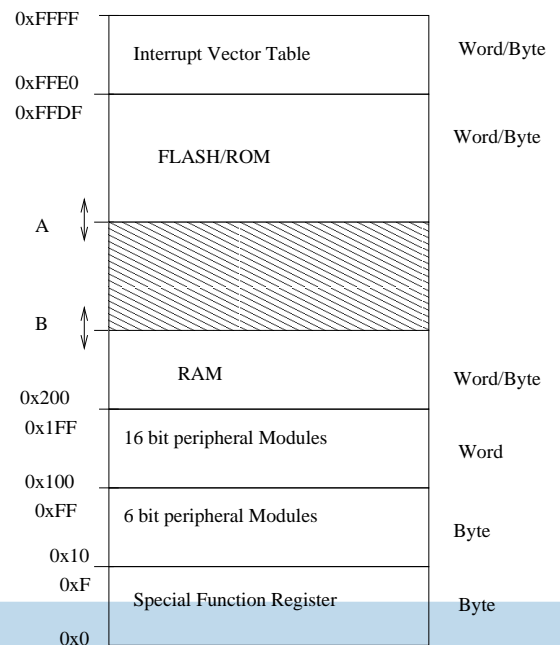 0xFFFF
Interrupt Vector Table
Word/Byte
0xFFE0
0xFFDF
Word/Byte
FLASH/ROM
A
B
RAM
Word/Byte
0x200
0x1FF
16 bit peripheral Modules
Word
0x100
0xFF
6 bit peripheral Modules
Byte
0x10
0xF
Special Function Register
Byte
0x0